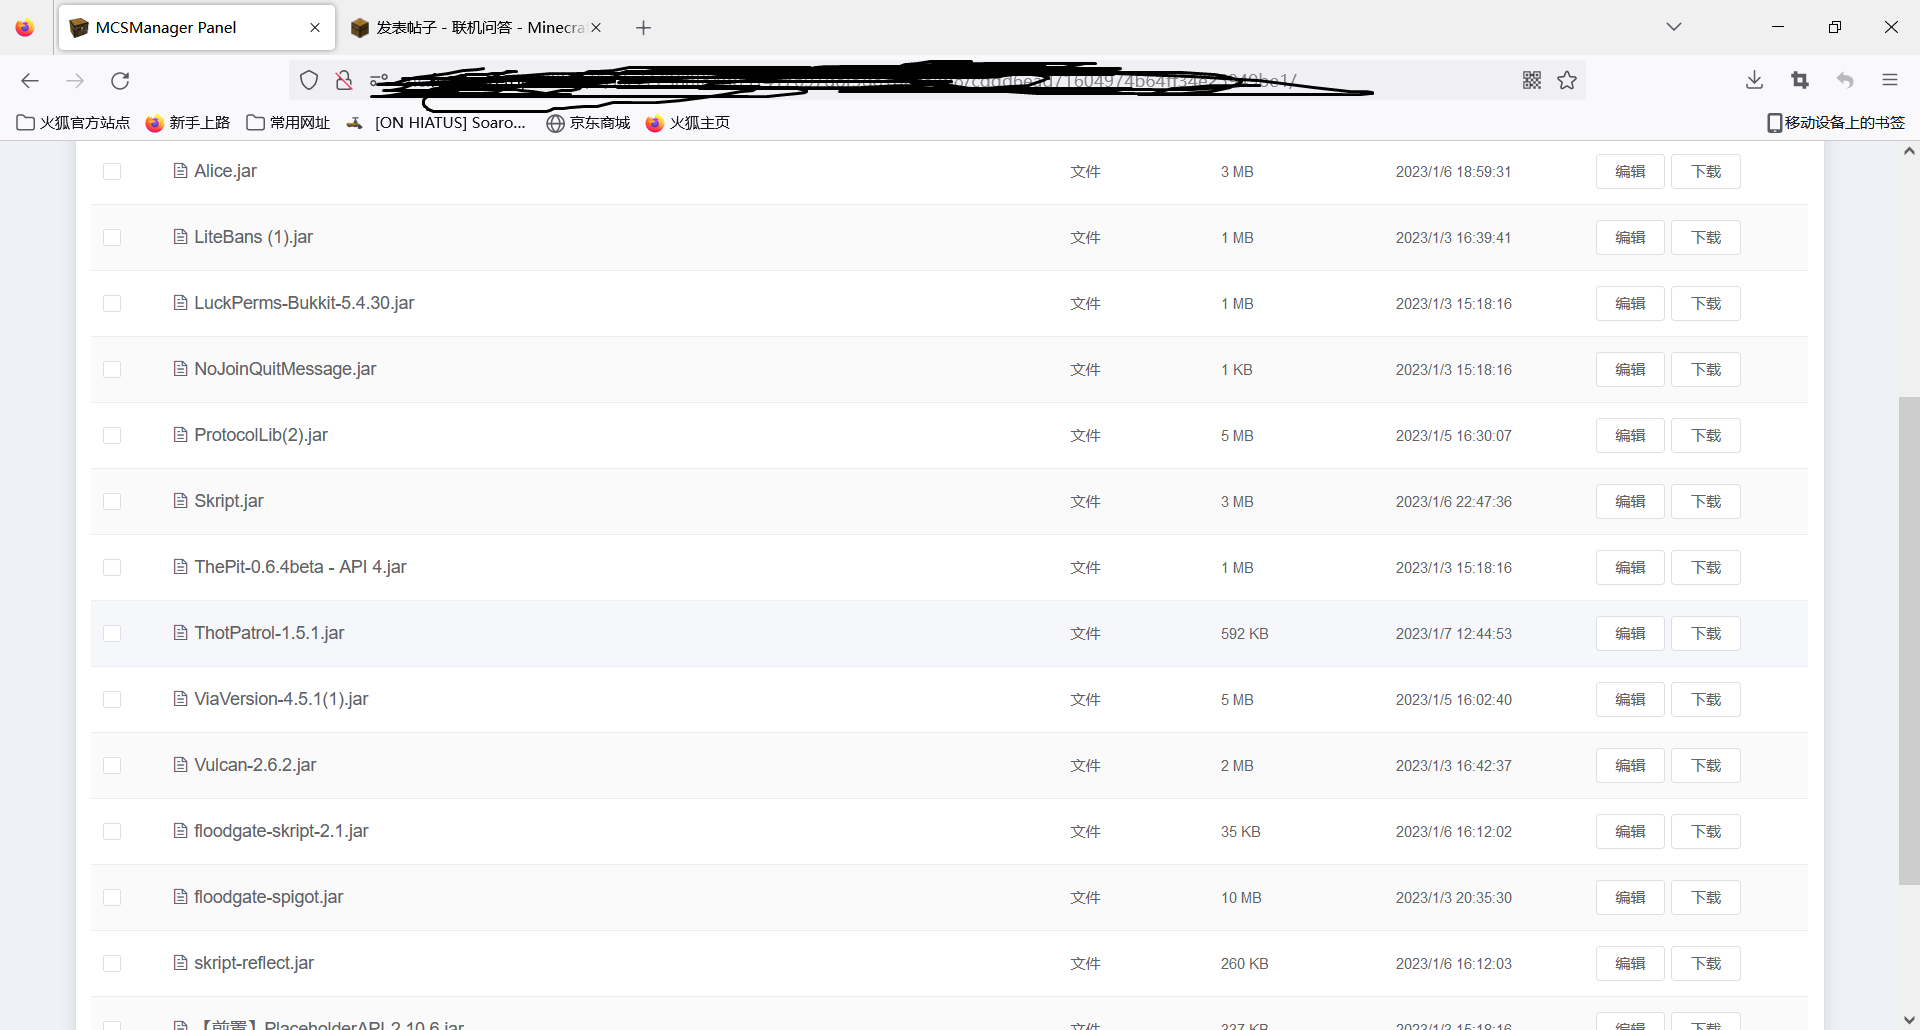 MCSManager Panel
发表帖子 - 联机问答 - Minecra
火狐官方站点 新手上路 常用网址 [ON HIATUS] Soaro... 京东商城 火狐主页 移动设备上的书签
Alice.jar 文件 3 MB 2023/1/6 18:59:31 编辑 下载
LiteBans (1).jar 文件 1 MB 2023/1/3 16:39:41 编辑 下载
LuckPerms-Bukkit-5.4.30.jar 文件 1 MB 2023/1/3 15:18:16 编辑 下载
NoJoinQuitMessage.jar 文件 1 KB 2023/1/3 15:18:16 编辑 下载
ProtocolLib(2).jar 文件 5 MB 2023/1/5 16:30:07 编辑 下载
Skript.jar 文件 3 MB 2023/1/6 22:47:36 编辑 下载
ThePit-0.6.4beta - API 4.jar 文件 1 MB 2023/1/3 15:18:16 编辑 下载
ThotPatrol-1.5.1.jar 文件 592 KB 2023/1/7 12:44:53 编辑 下载
ViaVersion-4.5.1(1).jar 文件 5 MB 2023/1/5 16:02:40 编辑 下载
Vulcan-2.6.2.jar 文件 2 MB 2023/1/3 16:42:37 编辑 下载
floodgate-skript-2.1.jar 文件 35 KB 2023/1/6 16:12:02 编辑 下载
floodgate-spigot.jar 文件 10 MB 2023/1/3 20:35:30 编辑 下载
skript-reflect.jar 文件 260 KB 2023/1/6 16:12:03 编辑 下载
【前置】PlaceholderAPI 2.10.6.jar 文件 337 KB 2023/1/3 15:18:16 编辑 下载